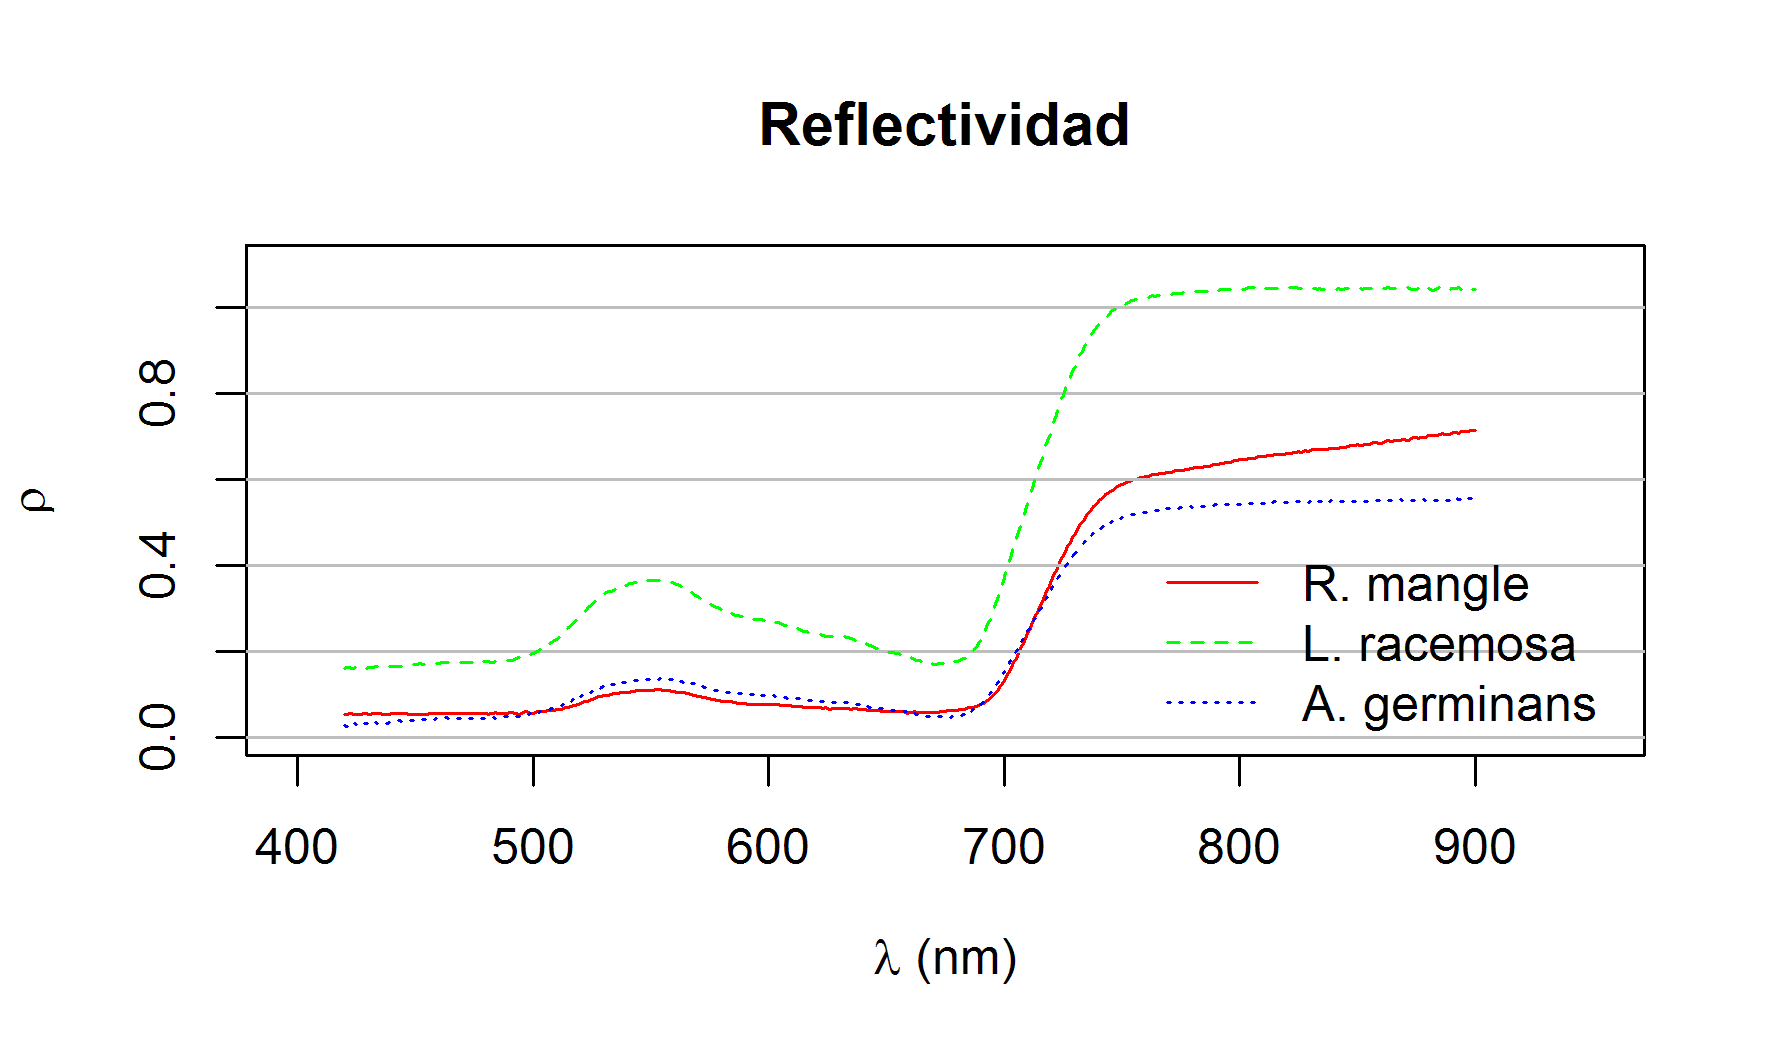 Reflectividad
ρ
0.8
0.4
0.0
R. mangle
L. racemosa
A. germinans
400 500 600 700 800 900
λ (nm)